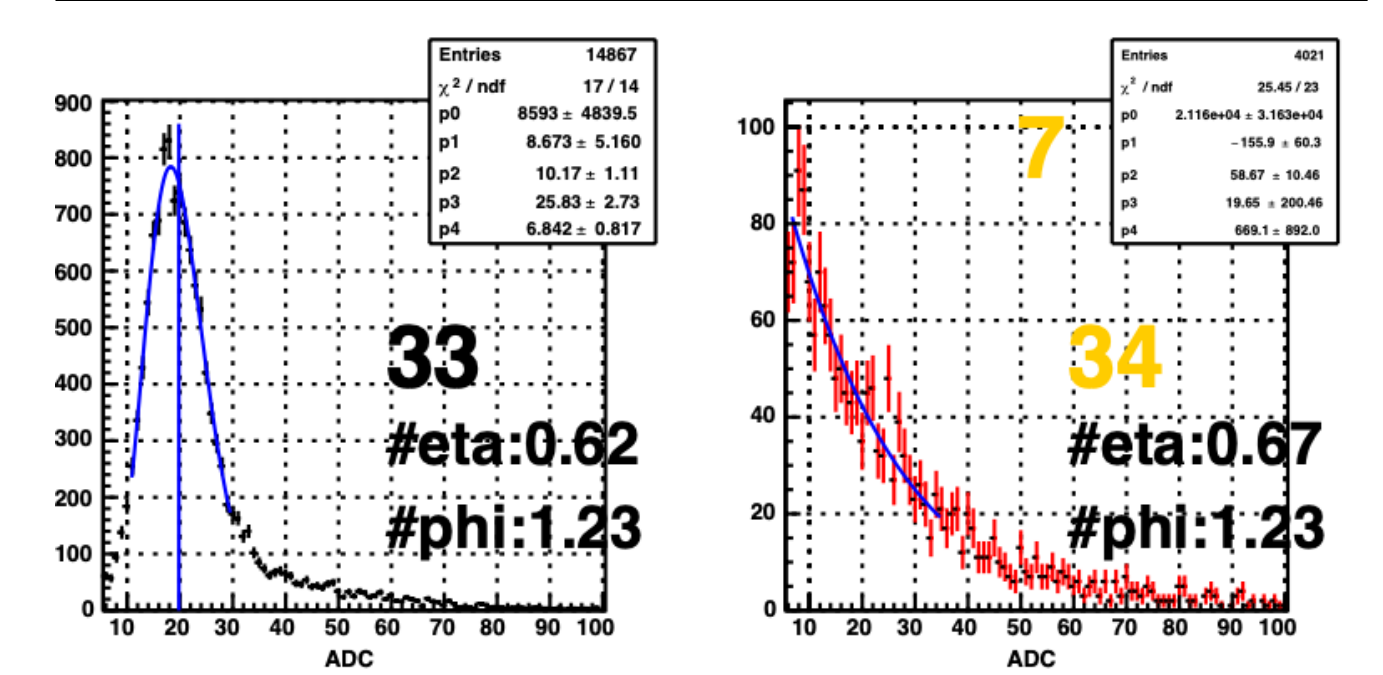 Entries 14867
χ² / ndf 17 / 14
p0 8593 ± 4839.5
p1 8.673 ± 5.160
p2 10.17 ± 1.11
p3 25.83 ± 2.73
p4 6.842 ± 0.817
900
800
700
600
500
400
300
200
100
0
33
#eta:0.62
#phi:1.23
10 20 30 40 50 60 70 80 90 100
ADC
Entries 4021
χ² / ndf 25.45 / 23
p0 2.116e+04 ± 3.163e+04
p1 −155.9 ± 60.3
p2 58.67 ± 10.46
p3 19.65 ± 200.46
p4 669.1 ± 892.0
100
80
60
40
20
0
7
34
#eta:0.67
#phi:1.23
10 20 30 40 50 60 70 80 90 100
ADC